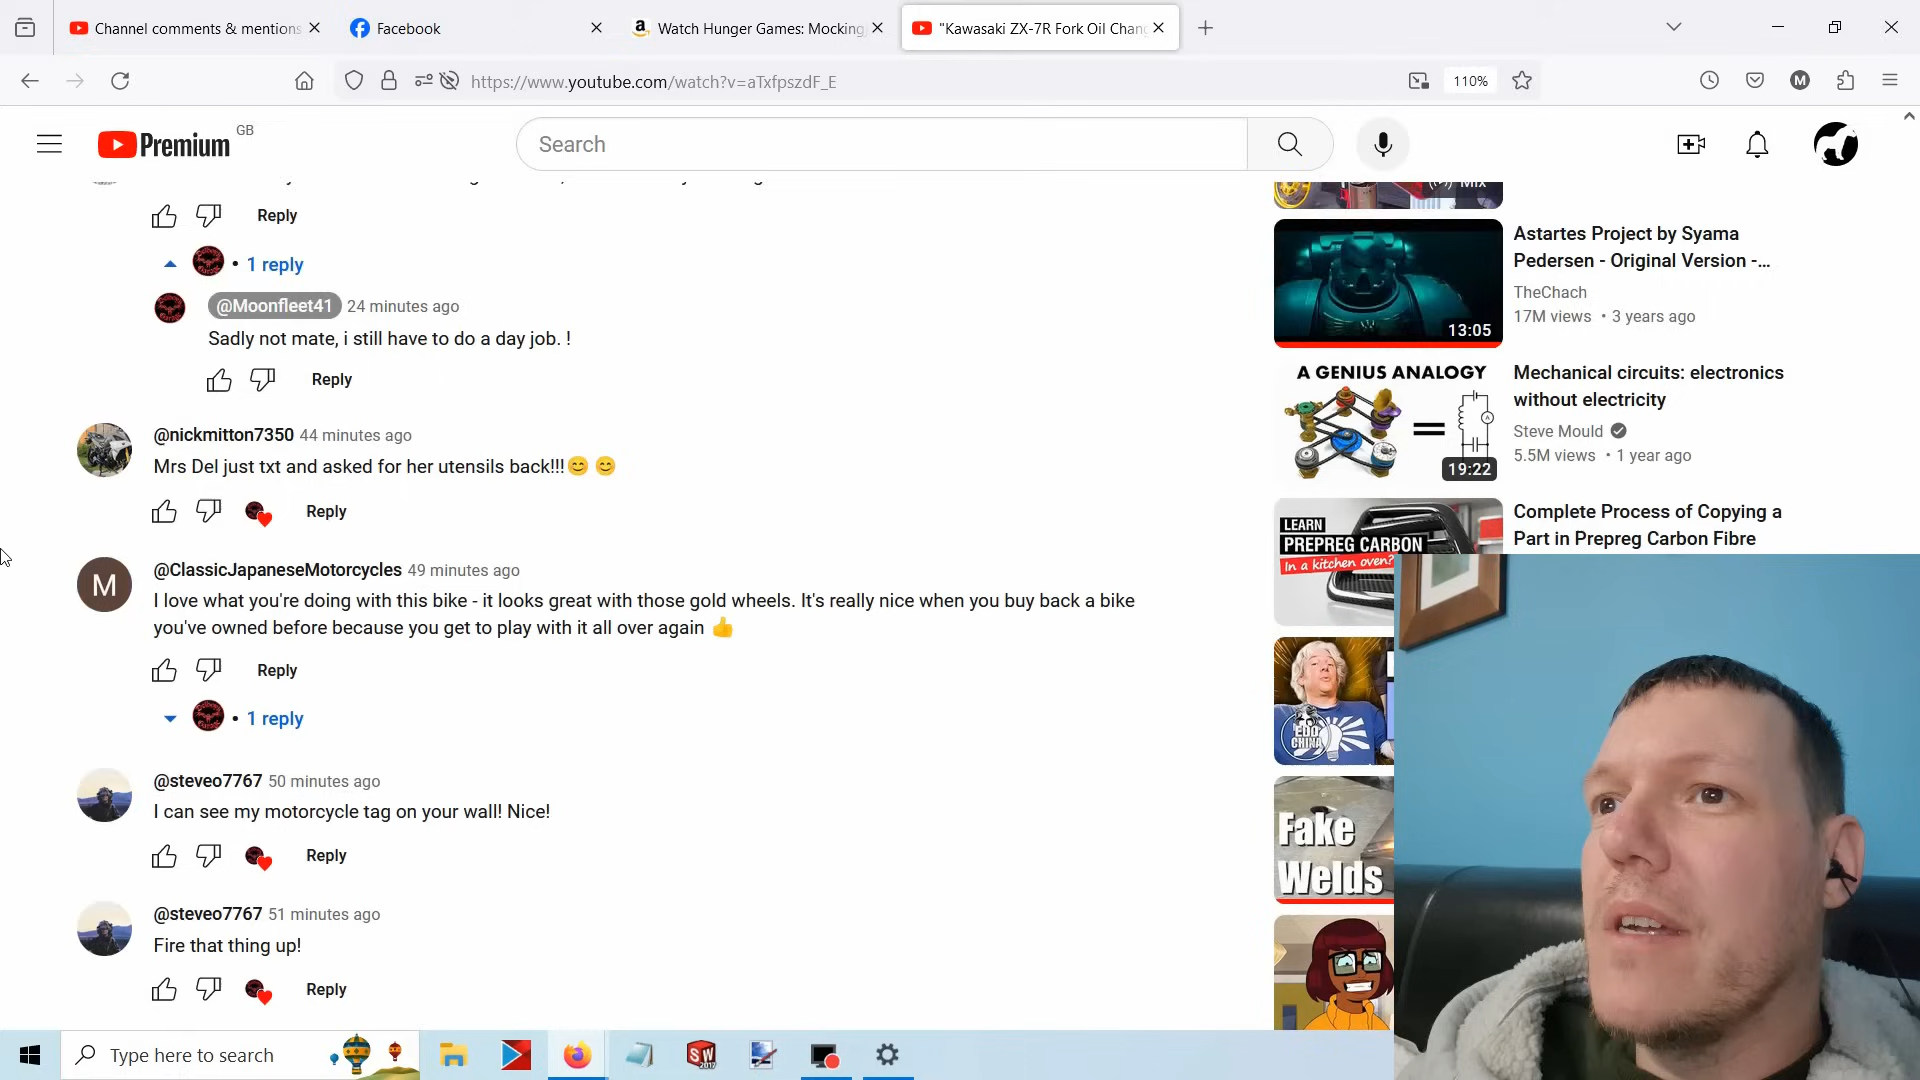 Channel comments & mentions
Facebook
Watch Hunger Games: Mocking
"Kawasaki ZX-7R Fork Oil Chang
https://www.youtube.com/watch?v=aTxfpszdF_E
110%
M
Premium GB
Search
Reply
1 reply
@Moonfleet41 24 minutes ago
Sadly not mate, i still have to do a day job. !
Reply
@nickmitton7350 44 minutes ago
Mrs Del just txt and asked for her utensils back!!!😊 😊
Reply
M
@ClassicJapaneseMotorcycles 49 minutes ago
I love what you're doing with this bike - it looks great with those gold wheels. It's really nice when you buy back a bike
you've owned before because you get to play with it all over again 👍
Reply
1 reply
@steveo7767 50 minutes ago
I can see my motorcycle tag on your wall! Nice!
Reply
@steveo7767 51 minutes ago
Fire that thing up!
Reply
Mix
13:05
Astartes Project by Syama
Pedersen - Original Version -...
TheChach
17M views • 3 years ago
A GENIUS ANALOGY
19:22
Mechanical circuits: electronics
without electricity
Steve Mould
5.5M views • 1 year ago
LEARN
PREPREG CARBON
In a kitchen oven?
Complete Process of Copying a
Part in Prepreg Carbon Fibre
CHINA
Fake
Welds
Type here to search
SW
2017